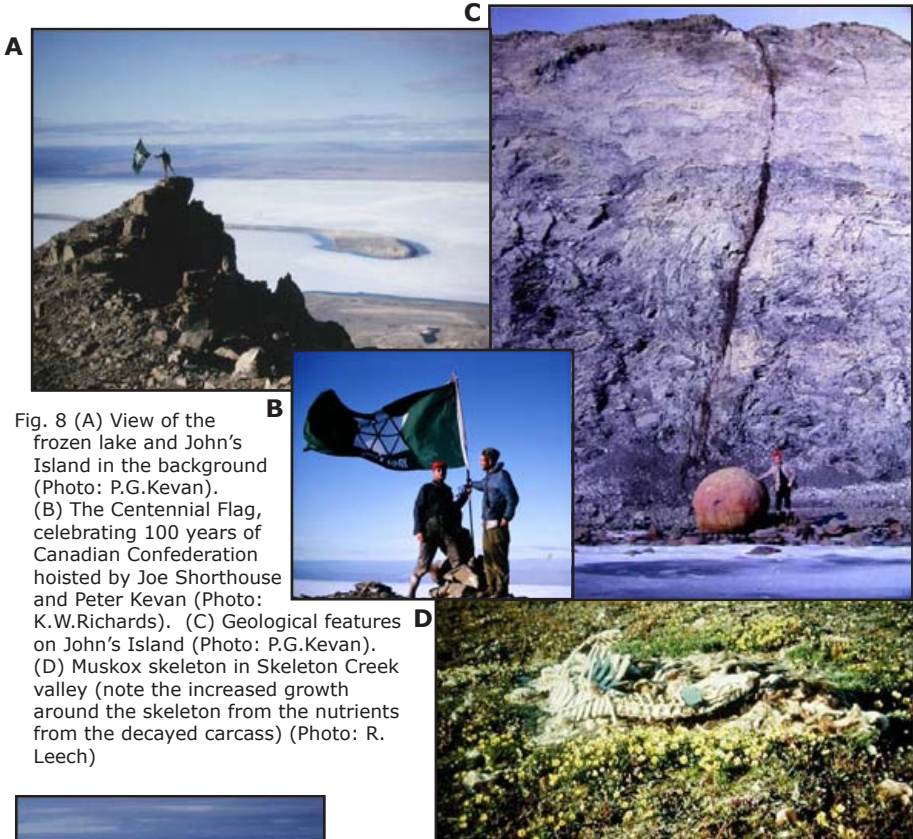 A
C
Fig. 8 (A) View of the
frozen lake and John’s
Island in the background
(Photo: P.G.Kevan).
(B) The Centennial Flag,
celebrating 100 years of
Canadian Confederation
hoisted by Joe Shorthouse
and Peter Kevan (Photo:
K.W.Richards). (C) Geological features
on John’s Island (Photo: P.G.Kevan).
(D) Muskox skeleton in Skeleton Creek
valley (note the increased growth
around the skeleton from the nutrients
from the decayed carcass) (Photo: R.
Leech)
B
D